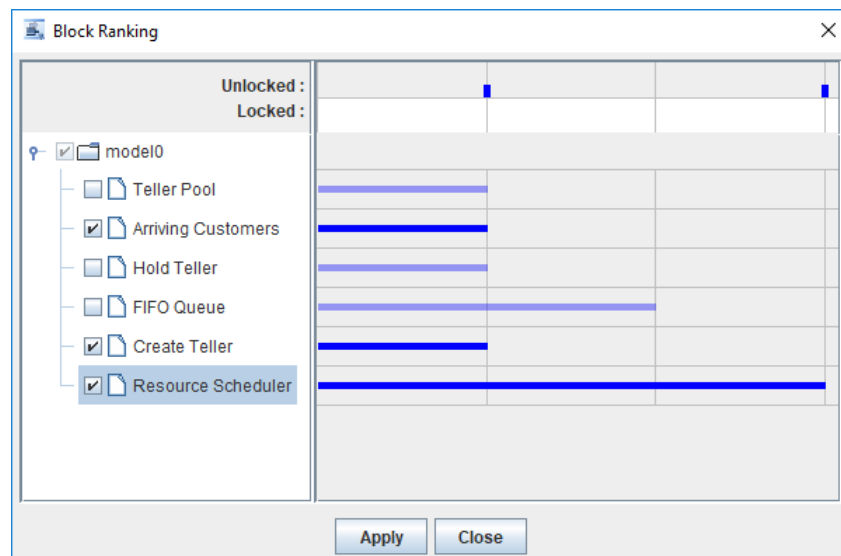 Block Ranking
Unlocked :
Locked :
model0
Teller Pool
Arriving Customers
Hold Teller
FIFO Queue
Create Teller
Resource Scheduler
Apply Close